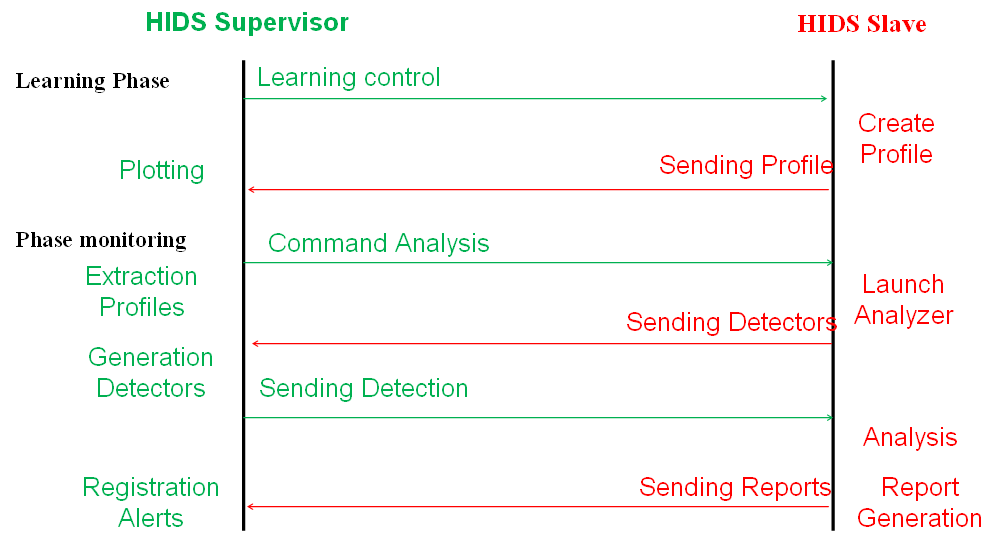 HIDS Supervisor
HIDS Slave
Learning Phase
Learning control
Create
Profile
Plotting
Sending Profile
Phase monitoring
Command Analysis
Extraction
Profiles
Launch
Analyzer
Sending Detectors
Generation
Detectors
Sending Detection
Analysis
Registration
Alerts
Sending Reports
Report
Generation